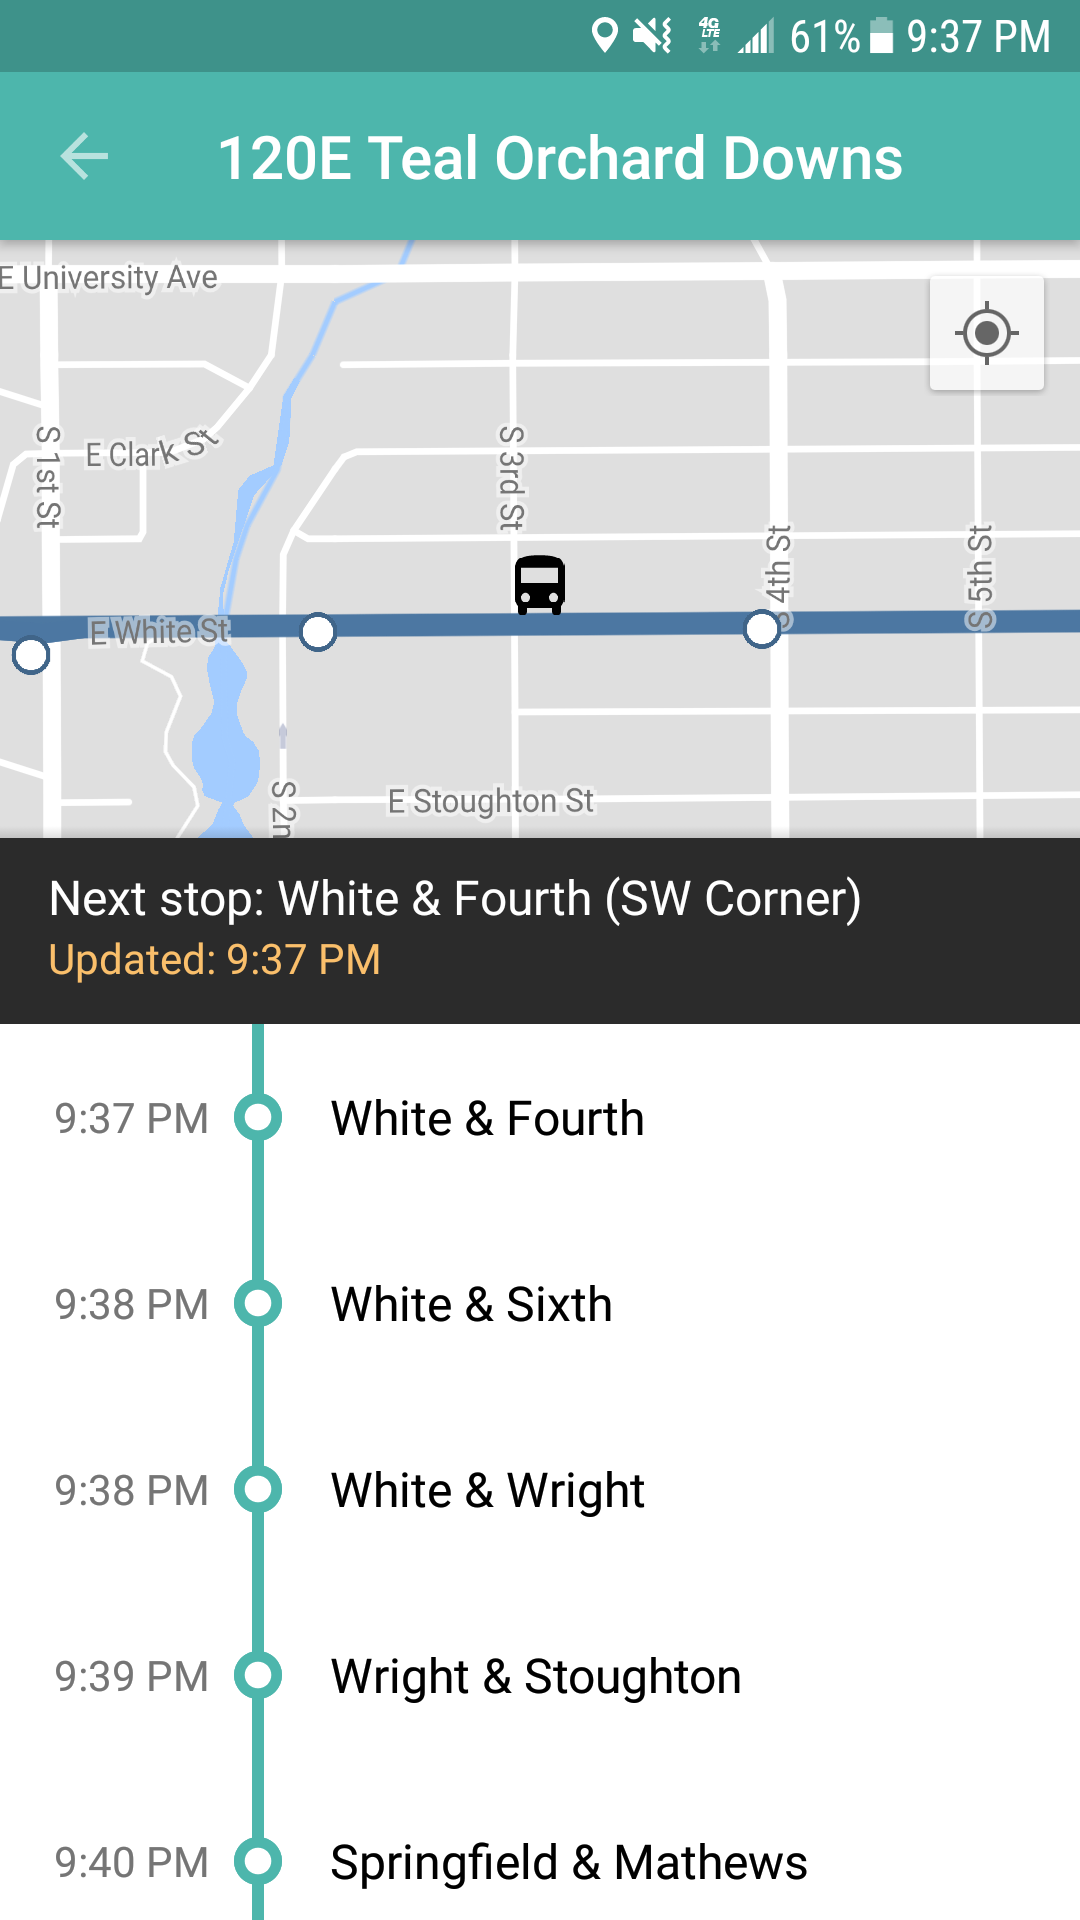 4G LTE 61% 9:37 PM
120E Teal Orchard Downs
E University Ave
E Clark St
S 1st St
S 3rd St
S 4th St
S 5th St
E White St
S 2n
E Stoughton St
Next stop: White & Fourth (SW Corner)
Updated: 9:37 PM
9:37 PM White & Fourth
9:38 PM White & Sixth
9:38 PM White & Wright
9:39 PM Wright & Stoughton
9:40 PM Springfield & Mathews